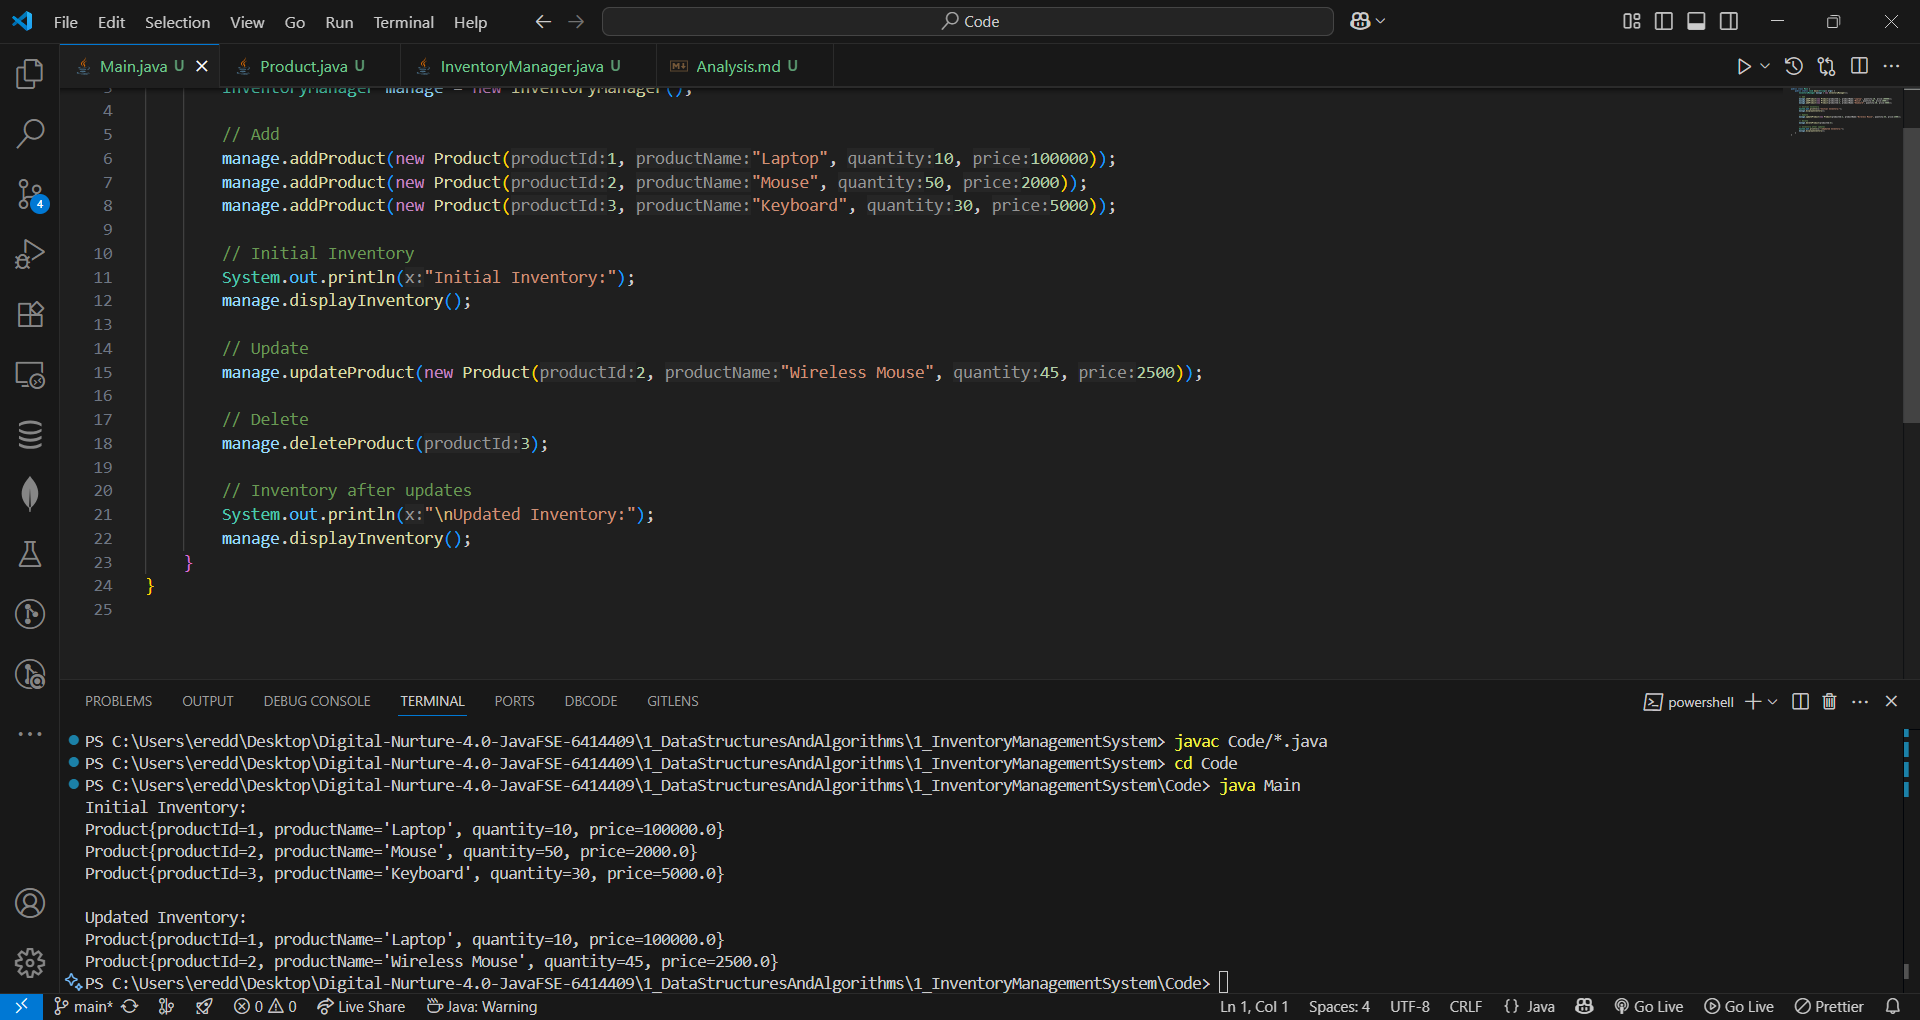 File Edit Selection View Go Run Terminal Help Code
Main.java U Product.java U InventoryManager.java U Analysis.md U
3 InventoryManager manage = new InventoryManager();
4
5 // Add
6 manage.addProduct(new Product(productId:1, productName:"Laptop", quantity:10, price:100000));
7 manage.addProduct(new Product(productId:2, productName:"Mouse", quantity:50, price:2000));
8 manage.addProduct(new Product(productId:3, productName:"Keyboard", quantity:30, price:5000));
9
10 // Initial Inventory
11 System.out.println(x:"Initial Inventory:");
12 manage.displayInventory();
13
14 // Update
15 manage.updateProduct(new Product(productId:2, productName:"Wireless Mouse", quantity:45, price:2500));
16
17 // Delete
18 manage.deleteProduct(productId:3);
19
20 // Inventory after updates
21 System.out.println(x:"\nUpdated Inventory:");
22 manage.displayInventory();
23 }
24 }
25
4
PROBLEMS OUTPUT DEBUG CONSOLE TERMINAL PORTS DBCODE GITLENS powershell
PS C:\Users\eredd\Desktop\Digital-Nurture-4.0-JavaFSE-6414409\1_DataStructuresAndAlgorithms\1_InventoryManagementSystem> javac Code/*.java
PS C:\Users\eredd\Desktop\Digital-Nurture-4.0-JavaFSE-6414409\1_DataStructuresAndAlgorithms\1_InventoryManagementSystem> cd Code
PS C:\Users\eredd\Desktop\Digital-Nurture-4.0-JavaFSE-6414409\1_DataStructuresAndAlgorithms\1_InventoryManagementSystem\Code> java Main
Initial Inventory:
Product{productId=1, productName='Laptop', quantity=10, price=100000.0}
Product{productId=2, productName='Mouse', quantity=50, price=2000.0}
Product{productId=3, productName='Keyboard', quantity=30, price=5000.0}

Updated Inventory:
Product{productId=1, productName='Laptop', quantity=10, price=100000.0}
Product{productId=2, productName='Wireless Mouse', quantity=45, price=2500.0}
PS C:\Users\eredd\Desktop\Digital-Nurture-4.0-JavaFSE-6414409\1_DataStructuresAndAlgorithms\1_InventoryManagementSystem\Code>
main* 0 0 Live Share Java: Warning Ln 1, Col 1 Spaces: 4 UTF-8 CRLF {} Java Go Live Go Live Prettier